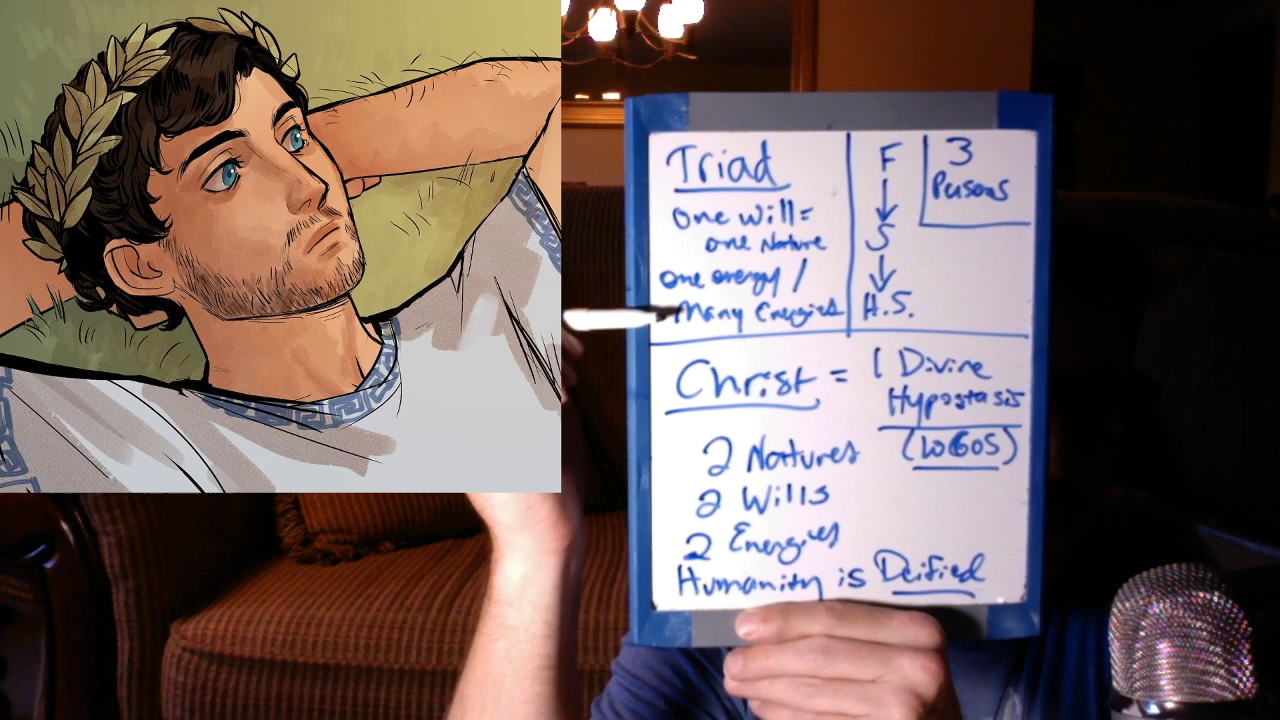 Triad
one will =
one Nature
one energy /
Many Energies
F
S
H.S.
3
Persons
Christ = 1 Divine
Hypostasis
(LOGOS)
2 Natures
2 Wills
2 Energies
Humanity is Deified